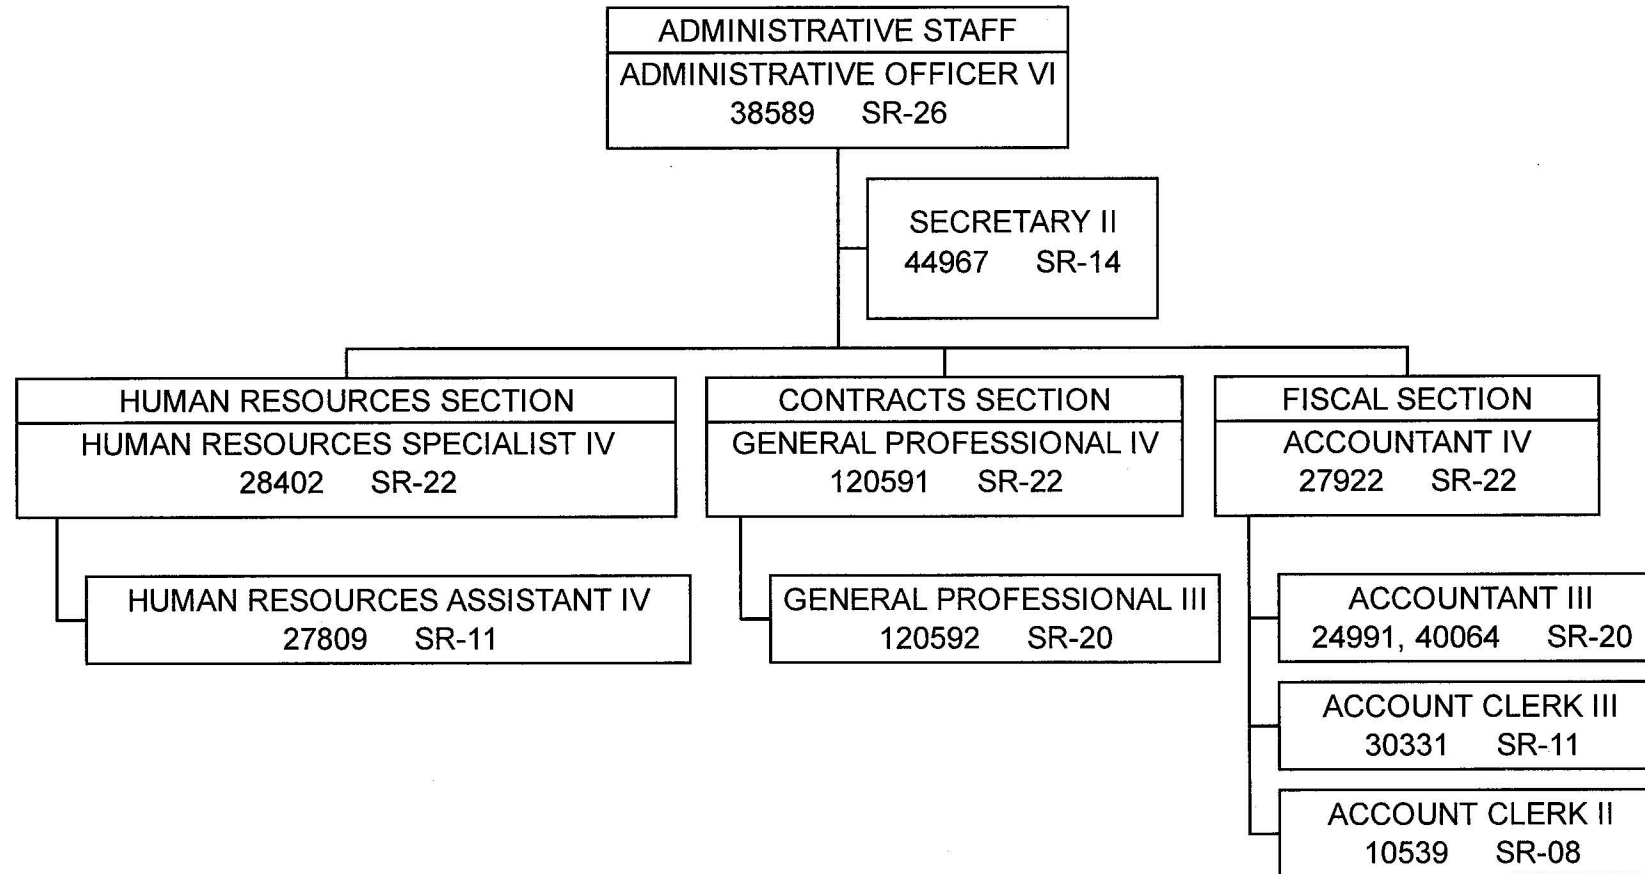 ADMINISTRATIVE STAFF
ADMINISTRATIVE OFFICER VI
38589 SR-26
SECRETARY II
44967 SR-14
HUMAN RESOURCES SECTION
HUMAN RESOURCES SPECIALIST IV
28402 SR-22
HUMAN RESOURCES ASSISTANT IV
27809 SR-11
CONTRACTS SECTION
GENERAL PROFESSIONAL IV
120591 SR-22
GENERAL PROFESSIONAL III
120592 SR-20
FISCAL SECTION
ACCOUNTANT IV
27922 SR-22
ACCOUNTANT III
24991, 40064 SR-20
ACCOUNT CLERK III
30331 SR-11
ACCOUNT CLERK II
10539 SR-08